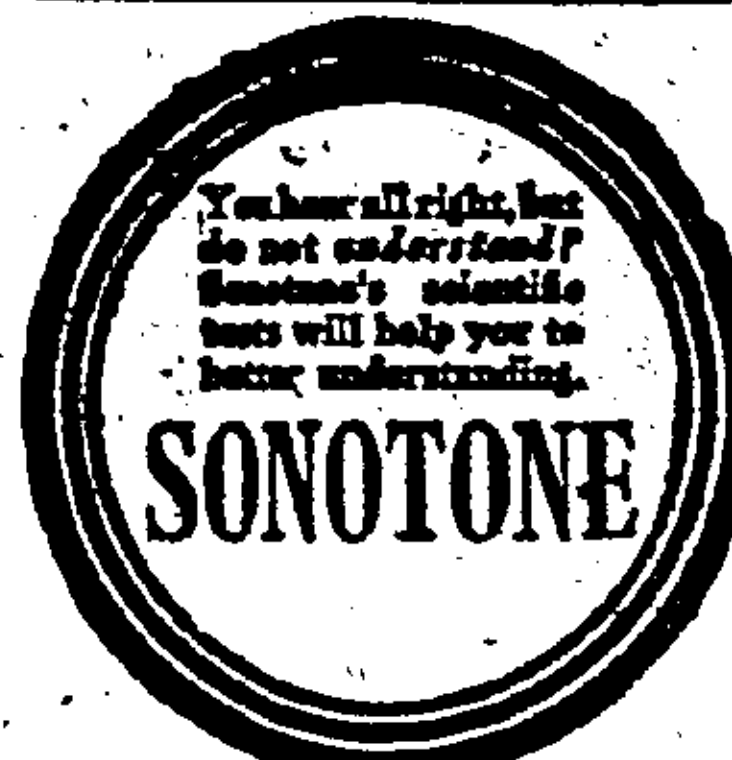 You hear all right, but
do not understand?
Sonotone's scientific
tests will help you to
better understanding.
SONOTONE